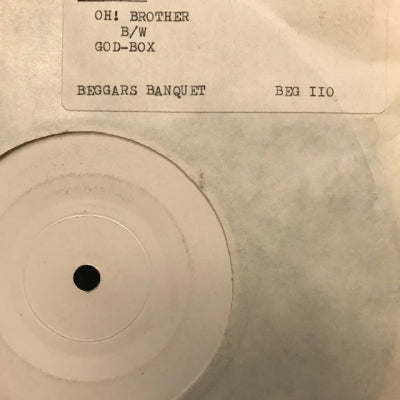 OH! BROTHER
B/W
GOD-BOX
BEGGARS BANQUET BEG IIO